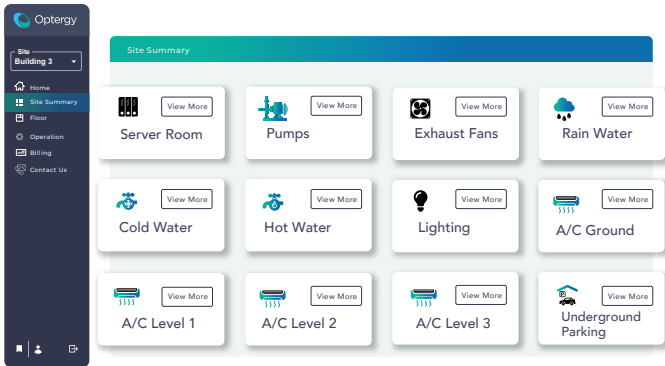 Optergy
Site
Building 3
Home
Site Summary
Floor
Operation
Billing
Contact Us
Site Summary
View More
Server Room
View More
Pumps
View More
Exhaust Fans
View More
Rain Water
View More
Cold Water
View More
Hot Water
View More
Lighting
View More
A/C Ground
View More
A/C Level 1
View More
A/C Level 2
View More
A/C Level 3
P
View More
Underground
Parking